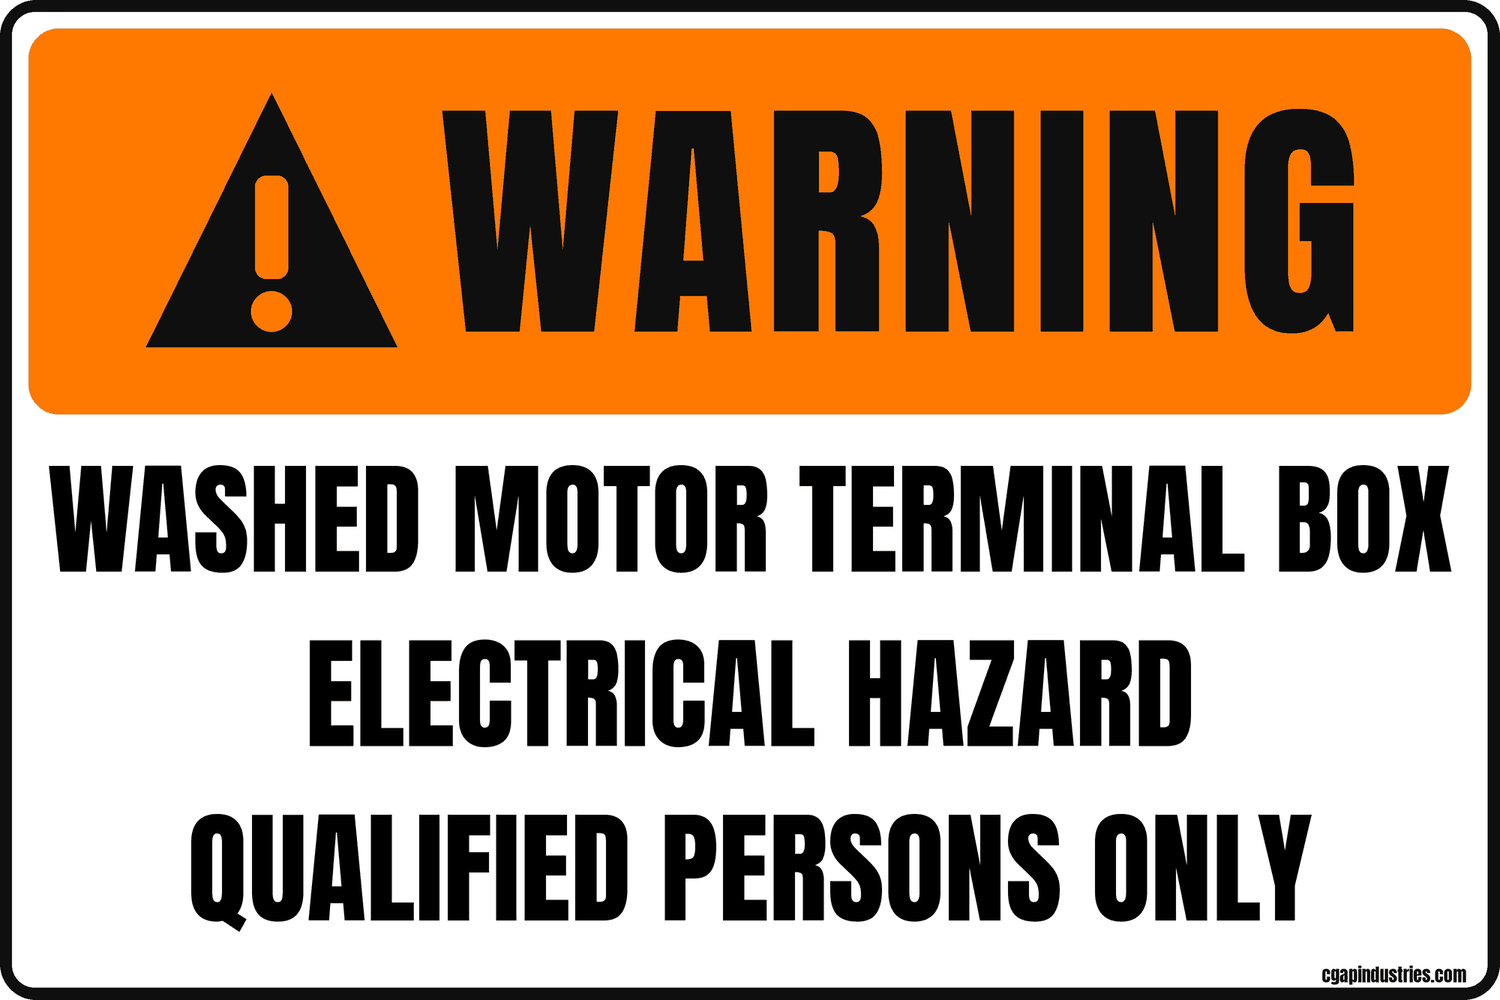 WARNING
WASHED MOTOR TERMINAL BOX
ELECTRICAL HAZARD
QUALIFIED PERSONS ONLY
cgapindustries.com